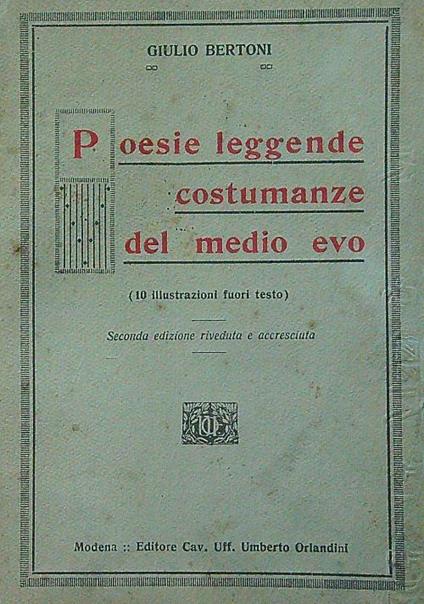 GIULIO BERTONI
Poesie leggende
costumanze
del medio evo
(10 illustrazioni fuori testo)
Seconda edizione riveduta e accresciuta
Modena :: Editore Cav. Uff. Umberto Orlandini